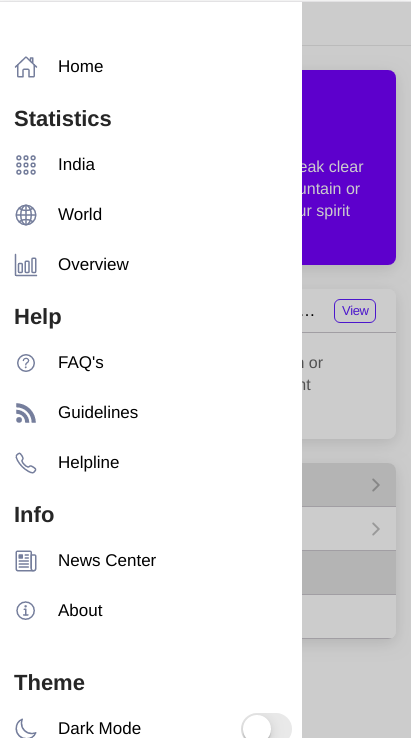 Home
Statistics
India
World
Overview
Help
FAQ's
Guidelines
Helpline
Info
News Center
About
Theme
Dark Mode
eak clear
untain or
ur spirit
... View
or
nt